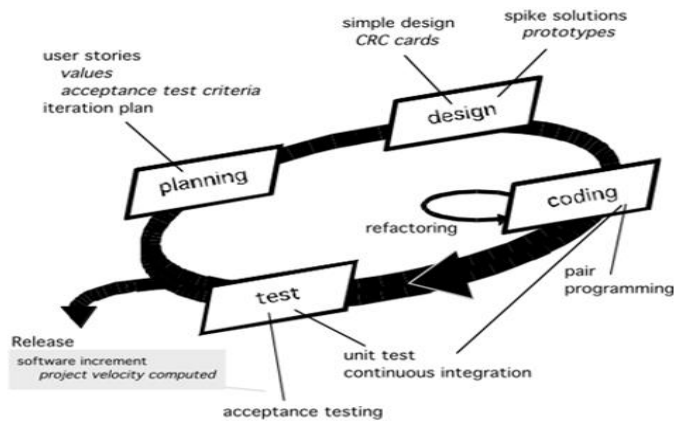 simple design
CRC cards
spike solutions
prototypes
user stories
values
acceptance test criteria
iteration plan
design
planning
coding
refactoring
test
pair
programming
Release
software increment
project velocity computed
unit test
continuous integration
acceptance testing